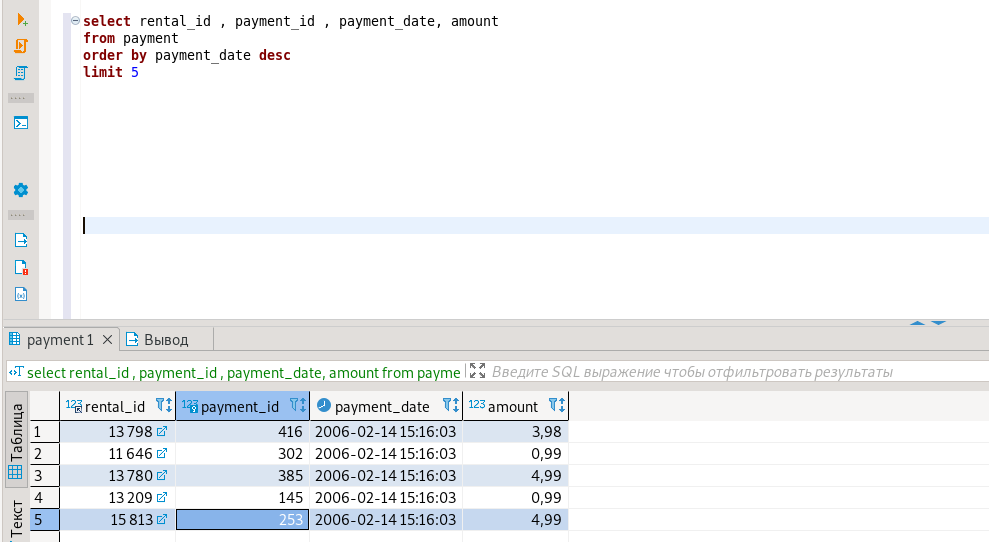 select rental_id , payment_id , payment_date, amount
from payment
order by payment_date desc
limit 5
payment 1
Вывод
select rental_id , payment_id , payment_date, amount from payme
Введите SQL выражение чтобы отфильтровать результаты
Таблица
Текст
123 rental_id 123 payment_id payment_date 123 amount
1 13 798 416 2006-02-14 15:16:03 3,98
2 11 646 302 2006-02-14 15:16:03 0,99
3 13 780 385 2006-02-14 15:16:03 4,99
4 13 209 145 2006-02-14 15:16:03 0,99
5 15 813 253 2006-02-14 15:16:03 4,99